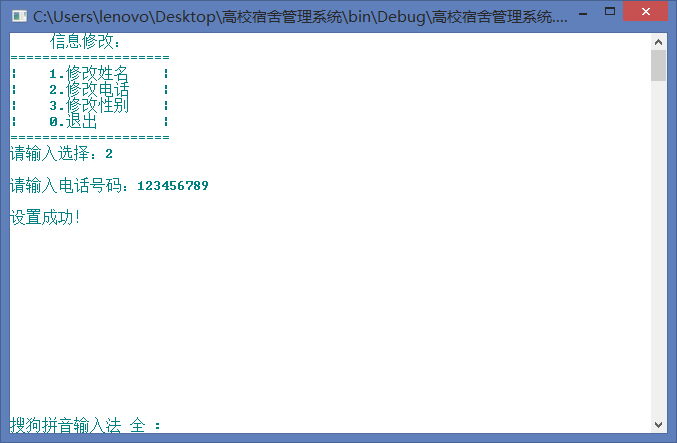 C:\Users\lenovo\Desktop\高校宿舍管理系统\bin\Debug\高校宿舍管理系统....
信息修改:
====================
¦ 1.修改姓名 ¦
¦ 2.修改电话 ¦
¦ 3.修改性别 ¦
¦ 0.退出 ¦
====================
请输入选择：2
请输入电话号码：123456789
设置成功!
搜狗拼音输入法 全 ：